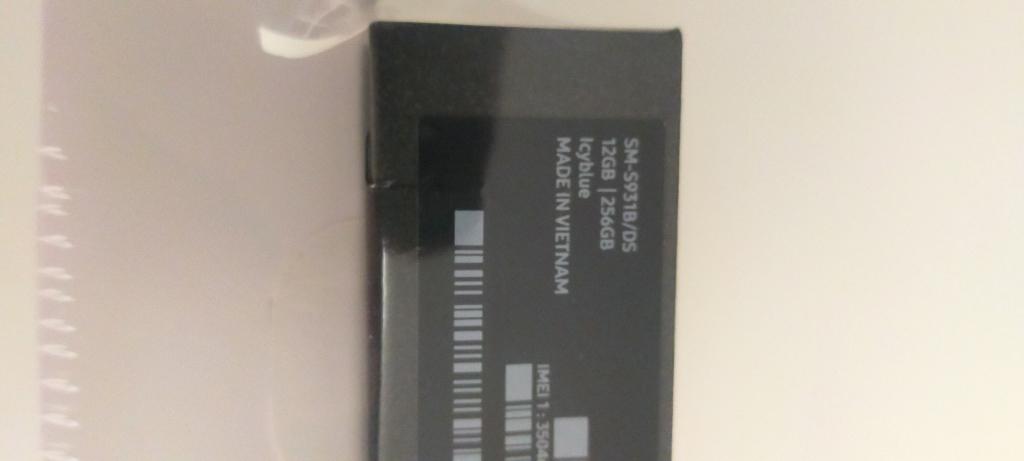 SM-S931B/DS
12GB | 256GB
Icyblue
MADE IN VIETNAM
IMEI 1 : 3504